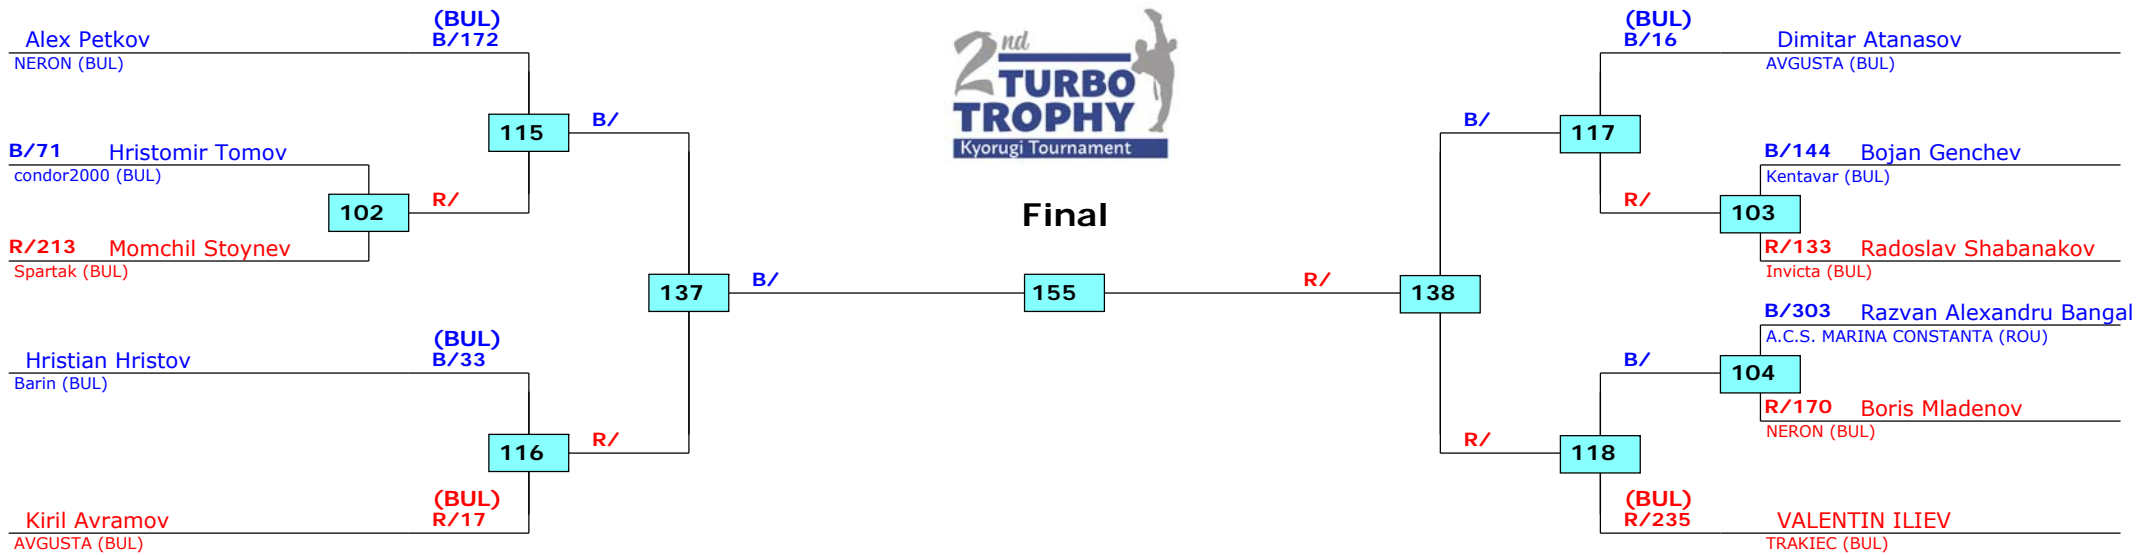 (BUL)
Alex Petkov B/172
NERON (BUL)
B/71 Hristomir Tomov
condor2000 (BUL)
115
B/
102
R/
R/213 Momchil Stoynev
Spartak (BUL)
137
B/
(BUL)
Hristian Hristov B/33
Barin (BUL)
116
R/
(BUL)
Kiril Avramov R/17
AVGUSTA (BUL)
2nd
TURBO
TROPHY
Kyorugi Tournament
Final
155
R/
138
(BUL)
B/16 Dimitar Atanasov
AVGUSTA (BUL)
B/
117
B/144 Bojan Genchev
Kentavar (BUL)
R/
103
R/133 Radoslav Shabanakov
Invicta (BUL)
B/303 Razvan Alexandru Bangal
A.C.S. MARINA CONSTANTA (ROU)
B/
104
R/170 Boris Mladenov
NERON (BUL)
R/
118
(BUL)
R/235 VALENTIN ILIEV
TRAKIEC (BUL)